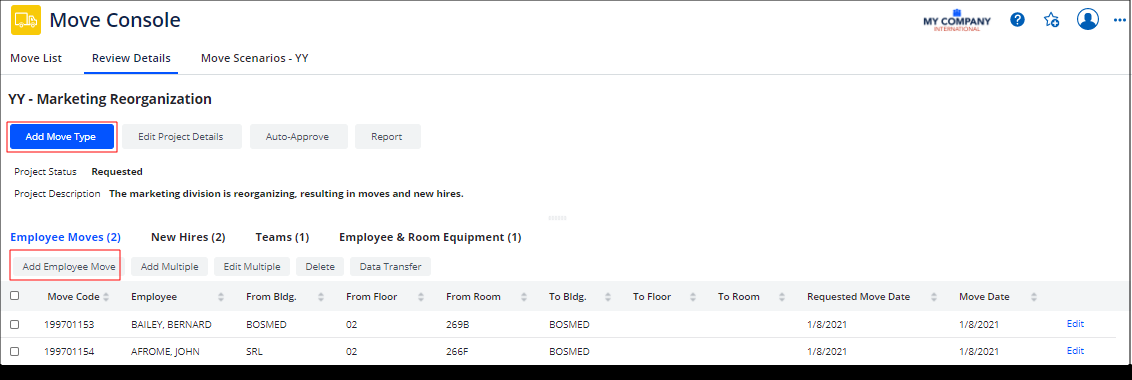 Move Console
MY COMPANY
INTERNATIONAL
?
Move List Review Details Move Scenarios - YY
YY - Marketing Reorganization
Add Move Type Edit Project Details Auto-Approve Report
Project Status Requested
Project Description The marketing division is reorganizing, resulting in moves and new hires.
Employee Moves (2) New Hires (2) Teams (1) Employee & Room Equipment (1)
Add Employee Move Add Multiple Edit Multiple Delete Data Transfer
Move Code Employee From Bldg. From Floor From Room To Bldg. To Floor To Room Requested Move Date Move Date
199701153 BAILEY, BERNARD BOSMED 02 269B BOSMED 1/8/2021 1/8/2021 Edit
199701154 AFROME, JOHN SRL 02 266F BOSMED 1/8/2021 1/8/2021 Edit